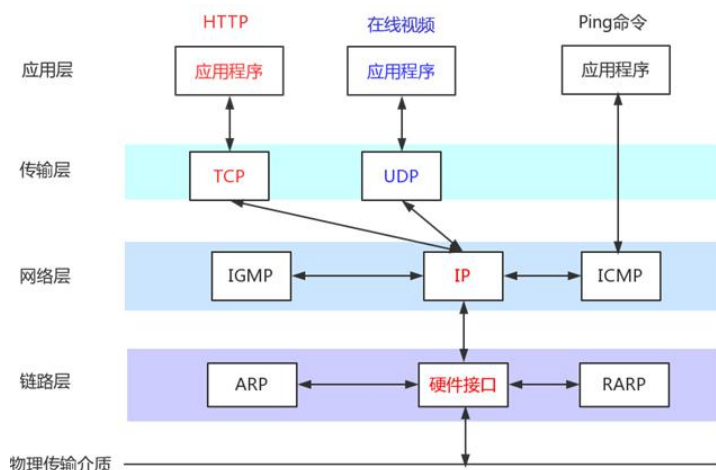 HTTP
在线视频
Ping命令
应用层
应用程序
应用程序
应用程序
传输层
TCP
UDP
网络层
IGMP
IP
ICMP
链路层
ARP
硬件接口
RARP
物理传输介质